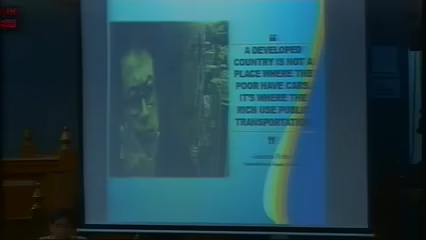 “
A DEVELOPED
COUNTRY IS NOT A
PLACE WHERE THE
POOR HAVE CARS.
IT'S WHERE THE
RICH USE PUBLIC
TRANSPORTATION
”